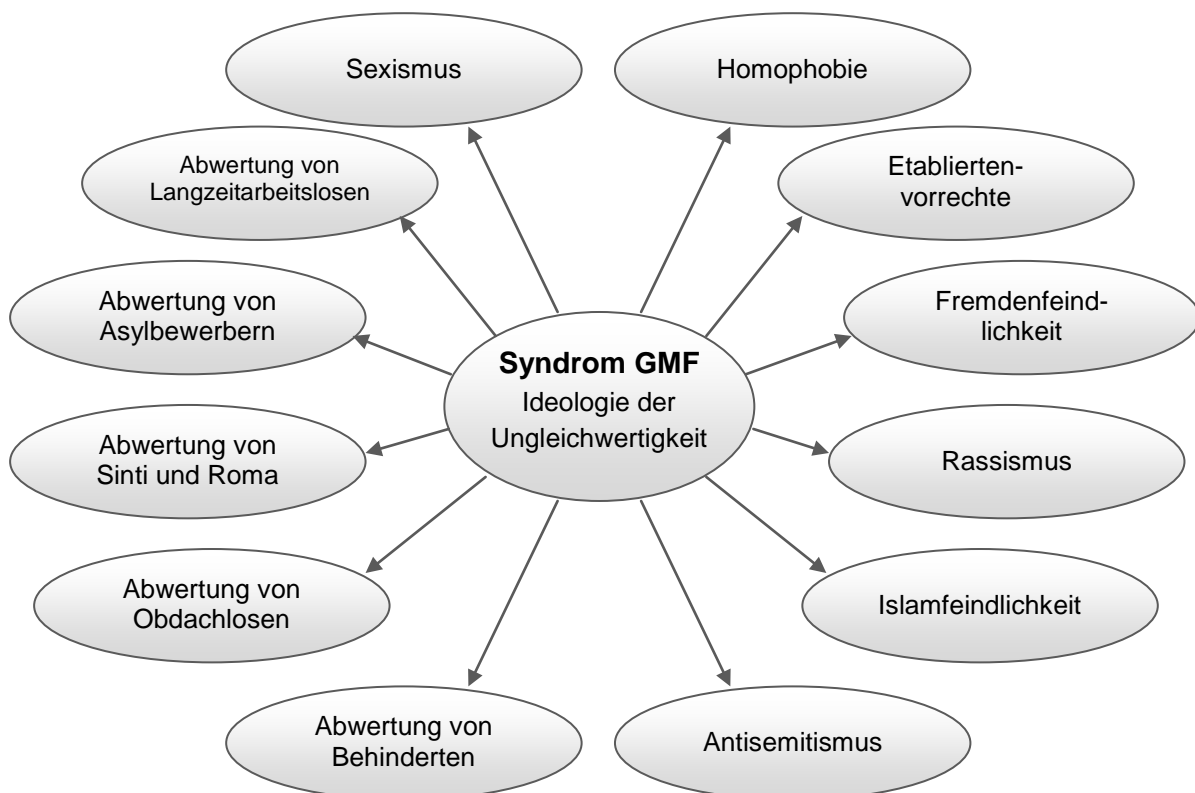 Sexismus
Homophobie
Abwertung von
Langzeitarbeitslosen
Etablierten-
vorrechte
Abwertung von
Asylbewerbern
Fremdenfeind-
lichkeit
Syndrom GMF
Ideologie der
Ungleichwertigkeit
Abwertung von
Sinti und Roma
Rassismus
Abwertung von
Obdachlosen
Islamfeindlichkeit
Abwertung von
Behinderten
Antisemitismus